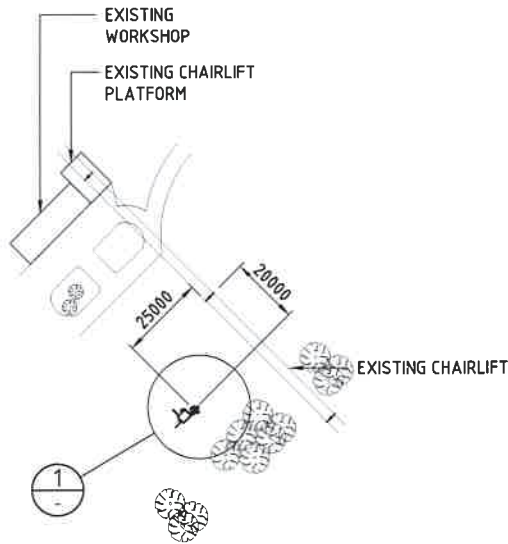 EXISTING
WORKSHOP
EXISTING CHAIRLIFT
PLATFORM
20000
25000
EXISTING CHAIRLIFT
1
-